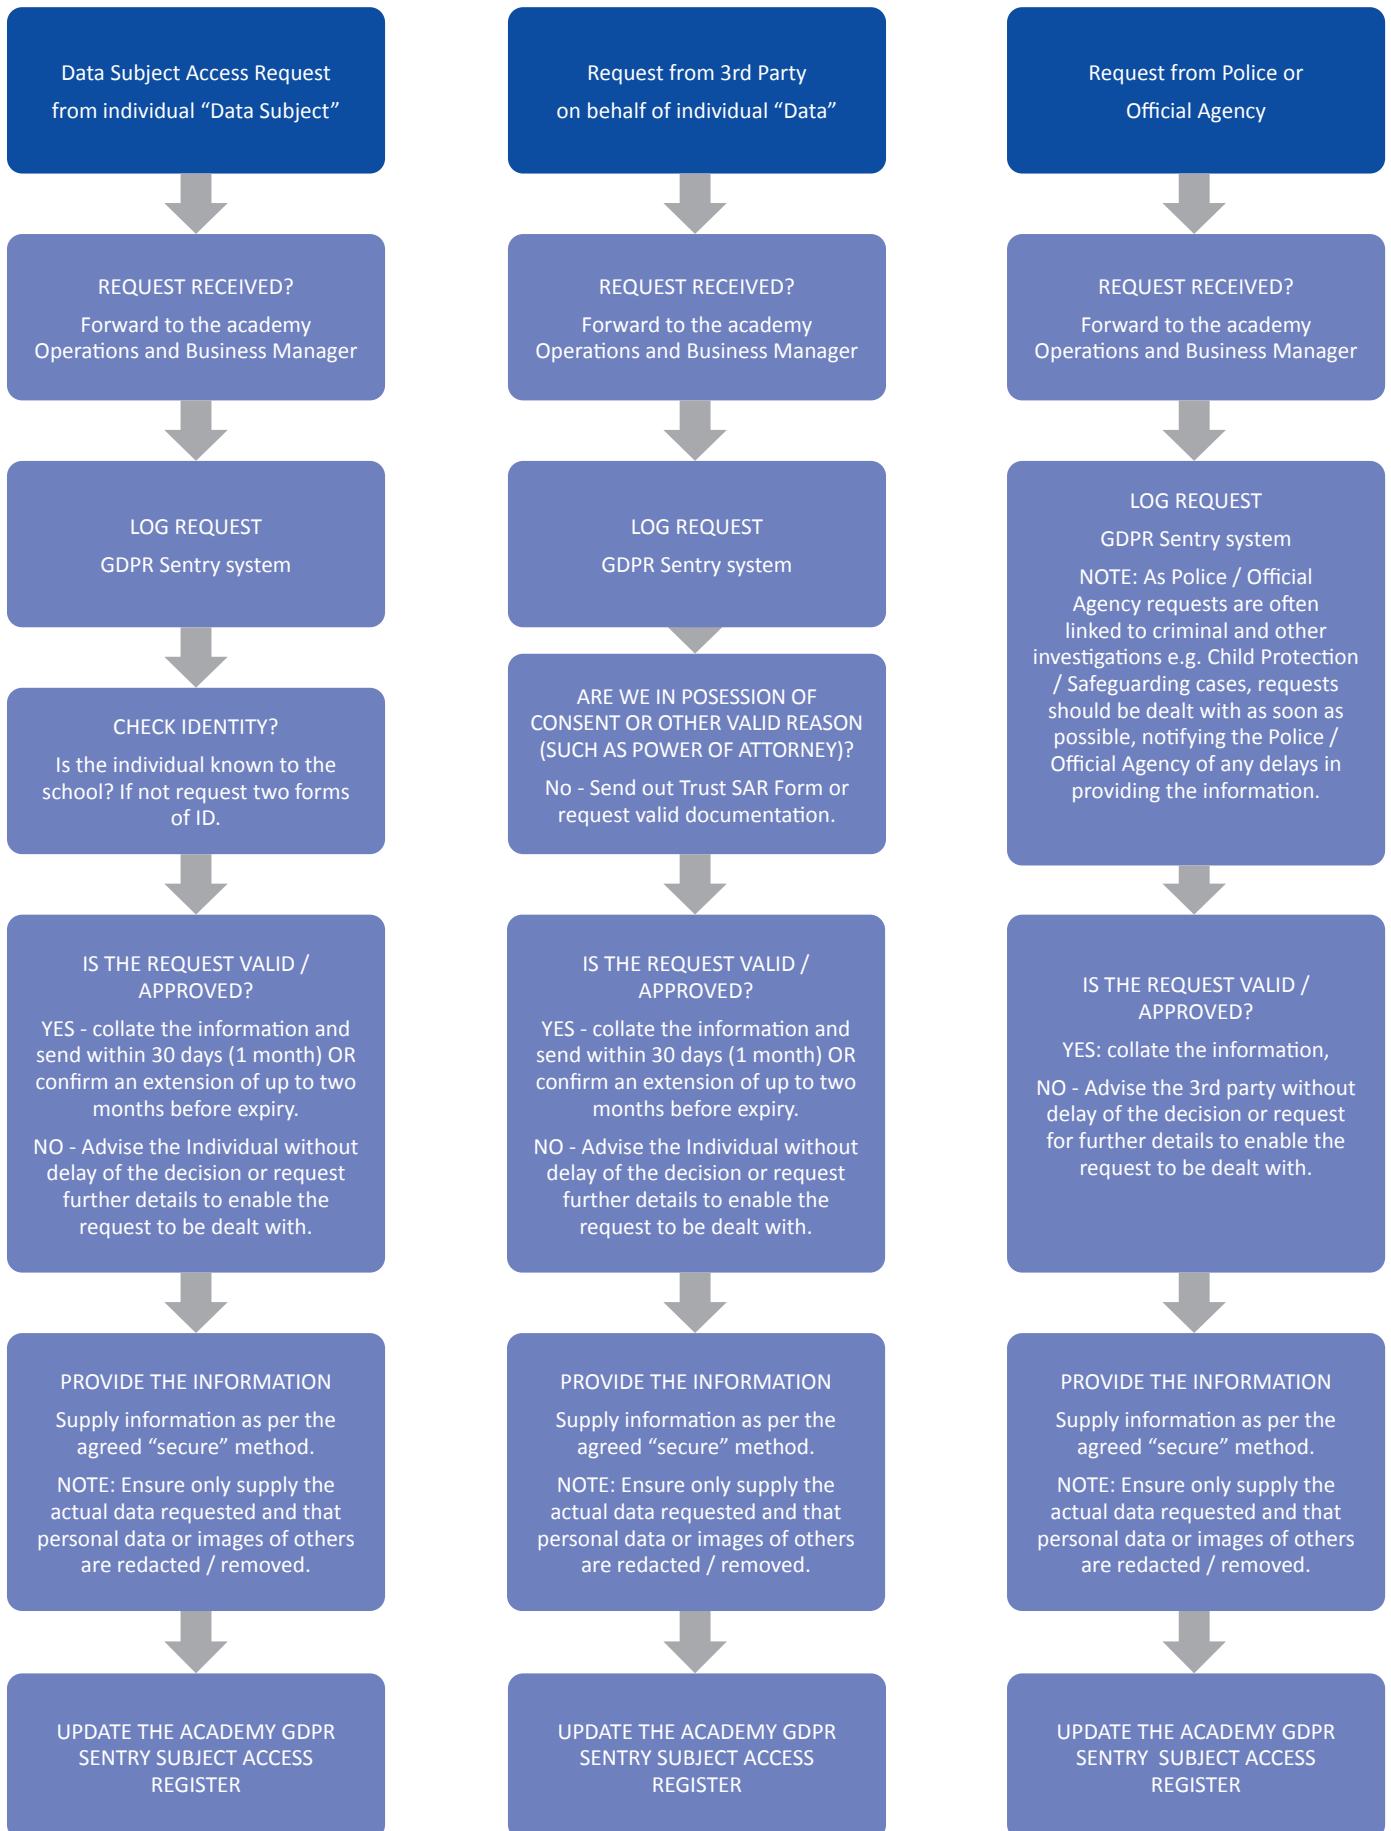 Data Subject Access Request
from individual “Data Subject”
REQUEST RECEIVED?
Forward to the academy
Operations and Business Manager
LOG REQUEST
GDPR Sentry system
CHECK IDENTITY?
Is the individual known to the
school? If not request two forms
of ID.
IS THE REQUEST VALID /
APPROVED?
YES - collate the information and
send within 30 days (1 month) OR
confirm an extension of up to two
months before expiry.
NO - Advise the Individual without
delay of the decision or request
further details to enable the
request to be dealt with.
PROVIDE THE INFORMATION
Supply information as per the
agreed “secure” method.
NOTE: Ensure only supply the
actual data requested and that
personal data or images of others
are redacted / removed.
UPDATE THE ACADEMY GDPR
SENTRY SUBJECT ACCESS
REGISTER
Request from 3rd Party
on behalf of individual “Data”
REQUEST RECEIVED?
Forward to the academy
Operations and Business Manager
LOG REQUEST
GDPR Sentry system
ARE WE IN POSESSION OF
CONSENT OR OTHER VALID REASON
(SUCH AS POWER OF ATTORNEY)?
No - Send out Trust SAR Form or
request valid documentation.
IS THE REQUEST VALID /
APPROVED?
YES - collate the information and
send within 30 days (1 month) OR
confirm an extension of up to two
months before expiry.
NO - Advise the Individual without
delay of the decision or request
further details to enable the
request to be dealt with.
PROVIDE THE INFORMATION
Supply information as per the
agreed “secure” method.
NOTE: Ensure only supply the
actual data requested and that
personal data or images of others
are redacted / removed.
UPDATE THE ACADEMY GDPR
SENTRY SUBJECT ACCESS
REGISTER
Request from Police or
Official Agency
REQUEST RECEIVED?
Forward to the academy
Operations and Business Manager
LOG REQUEST
GDPR Sentry system
NOTE: As Police / Official
Agency requests are often
linked to criminal and other
investigations e.g. Child Protection
/ Safeguarding cases, requests
should be dealt with as soon as
possible, notifying the Police /
Official Agency of any delays in
providing the information.
IS THE REQUEST VALID /
APPROVED?
YES: collate the information,
NO - Advise the 3rd party without
delay of the decision or request
for further details to enable the
request to be dealt with.
PROVIDE THE INFORMATION
Supply information as per the
agreed “secure” method.
NOTE: Ensure only supply the
actual data requested and that
personal data or images of others
are redacted / removed.
UPDATE THE ACADEMY GDPR
SENTRY  SUBJECT ACCESS
REGISTER